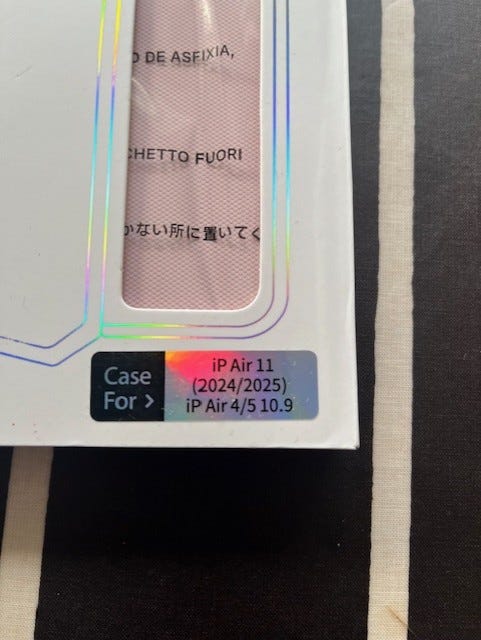 DE ASFIXIA,
CHETTO FUORI
かない所に置いてく
Case
For >
iP Air 11
(2024/2025)
iP Air 4/5 10.9